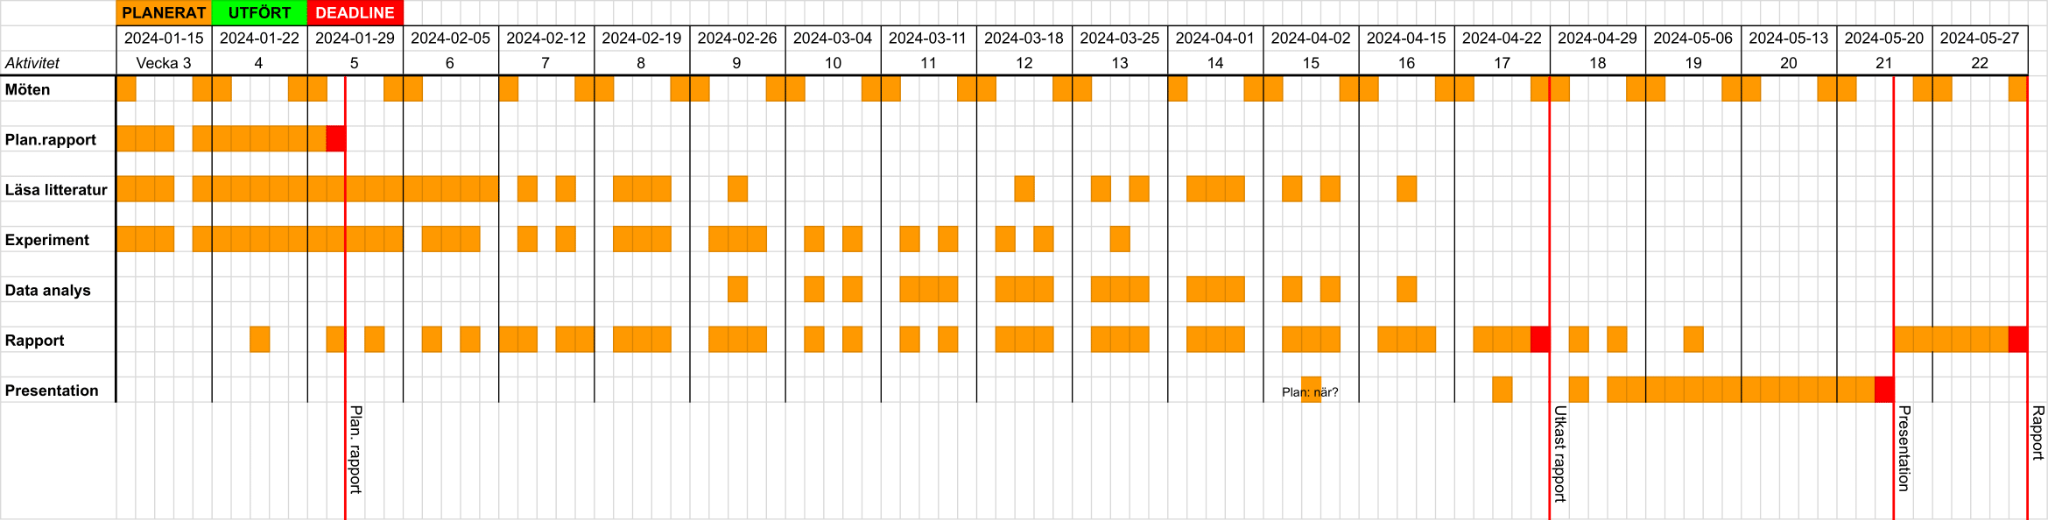 PLANERAT UTFÖRT DEADLINE
2024-01-15 2024-01-22 2024-01-29 2024-02-05 2024-02-12 2024-02-19 2024-02-26 2024-03-04 2024-03-11 2024-03-18 2024-03-25 2024-04-01 2024-04-02 2024-04-15 2024-04-22 2024-04-29 2024-05-06 2024-05-13 2024-05-20 2024-05-27
Aktivitet Vecka 3 4 5 6 7 8 9 10 11 12 13 14 15 16 17 18 19 20 21 22
Möten
Plan.rapport
Läsa litteratur
Experiment
Data analys
Rapport
Presentation Plan: när?
Plan. rapport
Utkast rapport
Presentation
Rapport